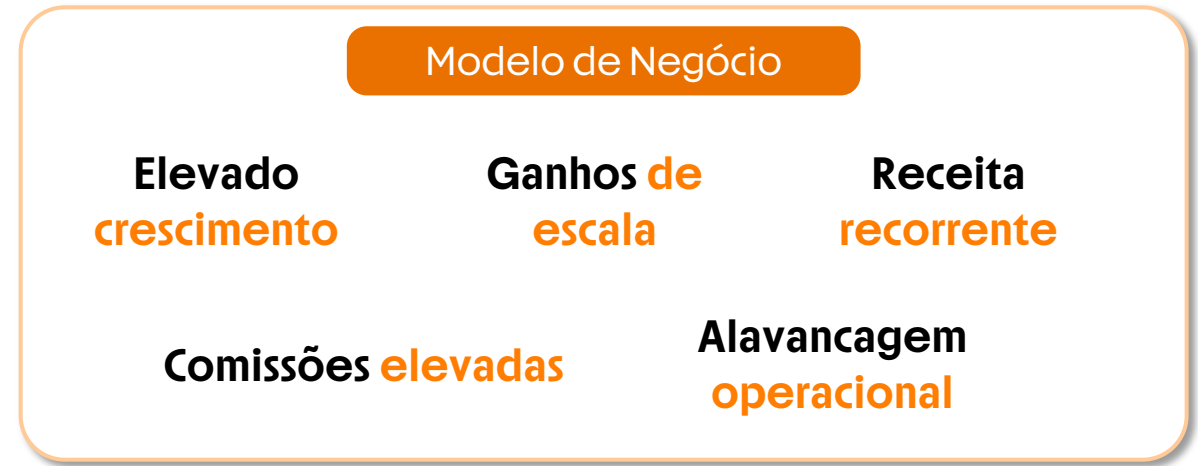 Modelo de Negócio
Elevado
crescimento
Ganhos de
escala
Receita
recorrente
Comissões elevadas
Alavancagem
operacional